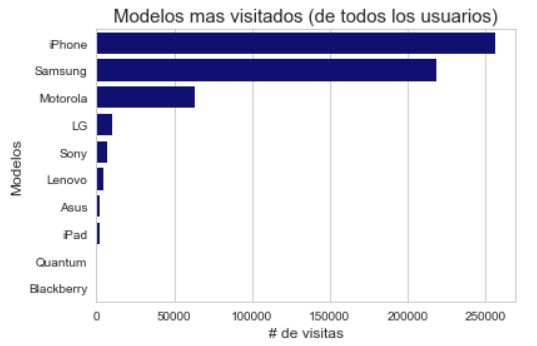 Modelos mas visitados (de todos los usuarios)
Modelos
iPhone
Samsung
Motorola
LG
Sony
Lenovo
Asus
iPad
Quantum
Blackberry
0 50000 100000 150000 200000 250000
# de visitas